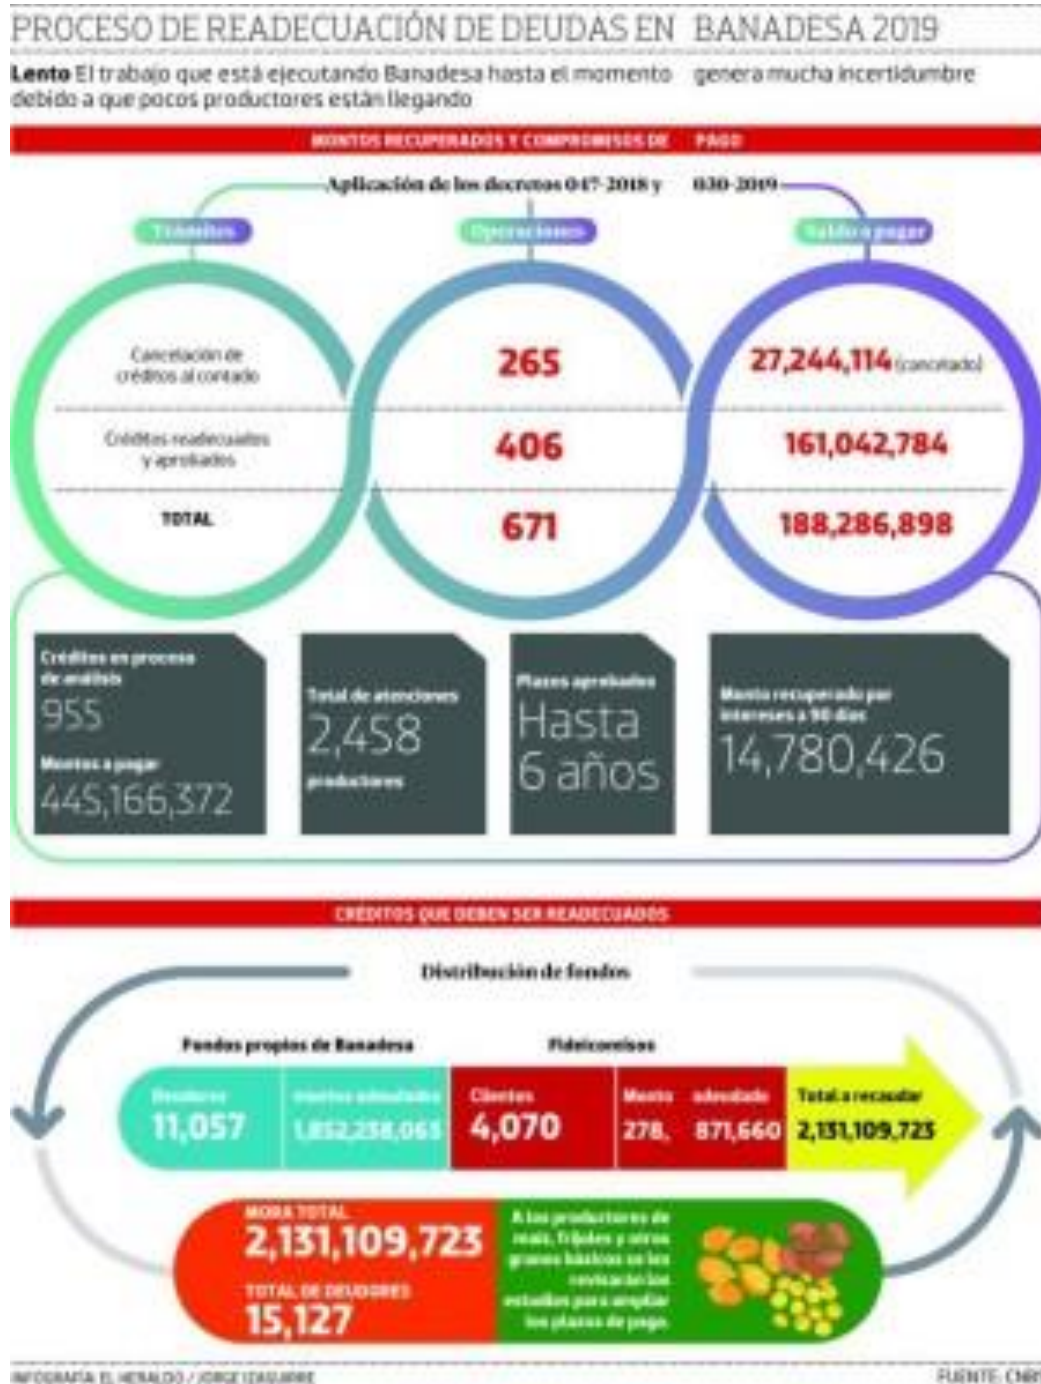 PROCESO DE READECUACIÓN DE DEUDAS EN BANADESA 2019
Lento El trabajo que está ejecutando Banadesa hasta el momento genera mucha incertidumbre
debido a que pocos productores están llegando
MONTOS RECUPERADOS Y COMPROMISOS DE PAGO
Aplicación de los decretos 047-2018 y 030-2019
Trámites
Operaciones
Saldo a pagar
Cancelación de
créditos al contado
265
27,244,114 (cancelado)
Créditos readecuados
y aprobados
406
161,042,784
TOTAL
671
188,286,898
Créditos en proceso
de análisis
955
Montos a pagar
445,166,372
Total de atenciones
2,458
productores
Plazos aprobados
Hasta
6 años
Monto recuperado por
intereses a 90 días
14,780,426
CRÉDITOS QUE DEBEN SER READECUADOS
Distribución de fondos
Fondos propios de Banadesa
Fideicomisos
Deudores
11,057
montos adeudados
1,852,238,063
Clientes
4,070
Monto adeudado
278, 871,660
Total a recaudar
2,131,109,723
MORA TOTAL
2,131,109,723
TOTAL DE DEUDORES
15,127
A los productores de
maíz, frijoles y otros
granos básicos se les
revisarán los
estudios para ampliar
los plazos de pago.
INFOGRAFÍA: EL HERALDO / JORGE IZAGUIRRE
FUENTE: CNBS